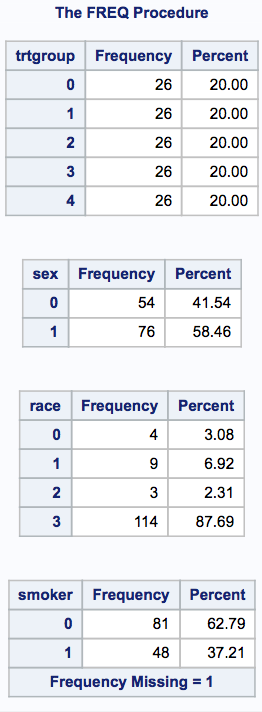 The FREQ Procedure
trtgroup Frequency Percent
0 26 20.00
1 26 20.00
2 26 20.00
3 26 20.00
4 26 20.00
sex Frequency Percent
0 54 41.54
1 76 58.46
race Frequency Percent
0 4 3.08
1 9 6.92
2 3 2.31
3 114 87.69
smoker Frequency Percent
0 81 62.79
1 48 37.21
Frequency Missing = 1